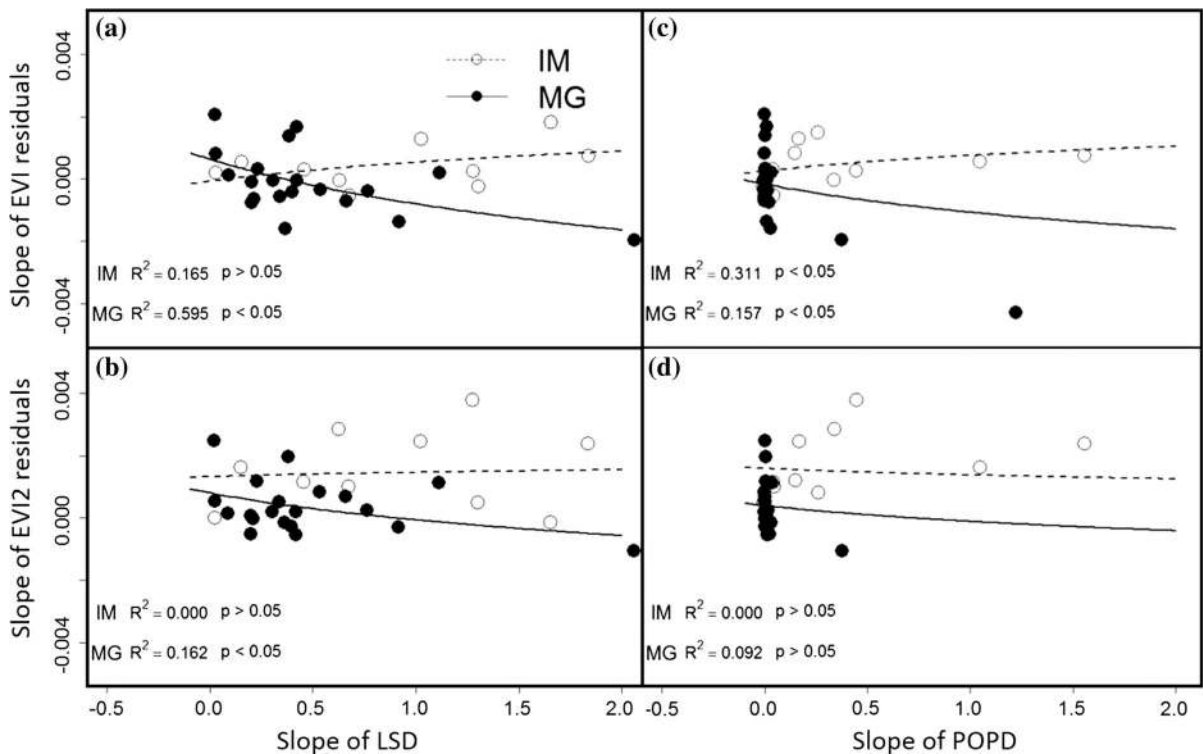 (a)
IM
MG
IM R² = 0.165 p > 0.05
MG R² = 0.595 p < 0.05
(c)
IM R² = 0.311 p < 0.05
MG R² = 0.157 p < 0.05
0.004
0.000
-0.004
Slope of EVI residuals
(b)
IM R² = 0.000 p > 0.05
MG R² = 0.162 p < 0.05
(d)
IM R² = 0.000 p > 0.05
MG R² = 0.092 p > 0.05
0.004
0.000
-0.004
Slope of EVI2 residuals
-0.5 0.0 0.5 1.0 1.5 2.0
-0.5 0.0 0.5 1.0 1.5 2.0
Slope of LSD
Slope of POPD